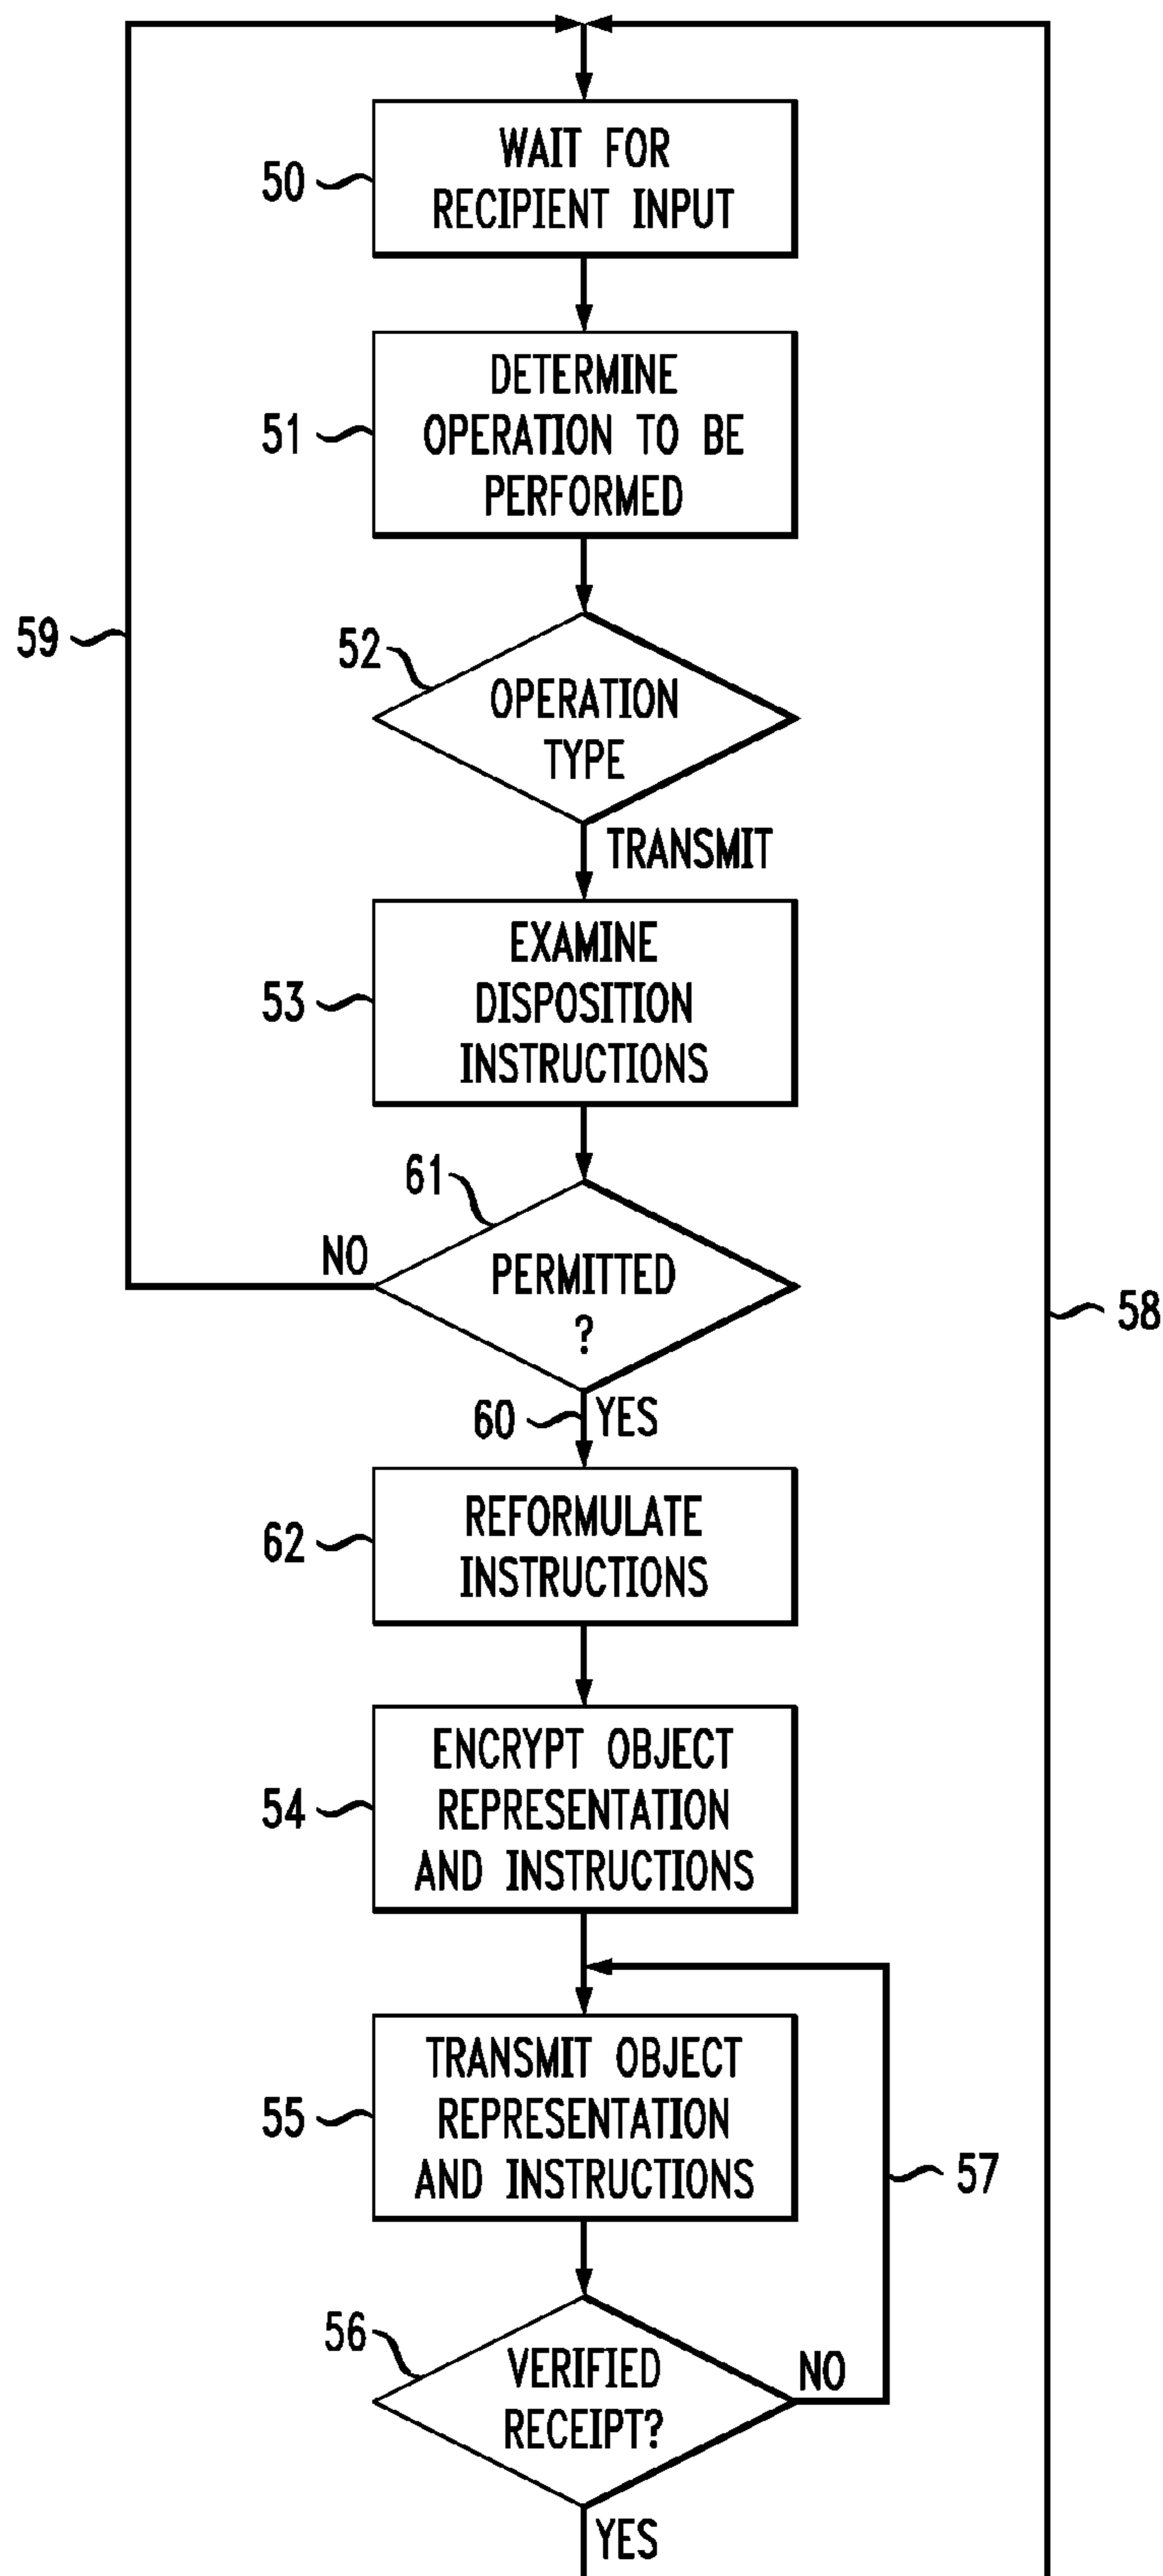 WAIT FOR
RECIPIENT INPUT
50
DETERMINE
OPERATION TO BE
PERFORMED
51
59
52
OPERATION
TYPE
TRANSMIT
EXAMINE
DISPOSITION
INSTRUCTIONS
53
61
NO
PERMITTED
?
58
60
YES
REFORMULATE
INSTRUCTIONS
62
ENCRYPT OBJECT
REPRESENTATION
AND INSTRUCTIONS
54
TRANSMIT OBJECT
REPRESENTATION
AND INSTRUCTIONS
55
57
56
VERIFIED
RECEIPT?
NO
YES